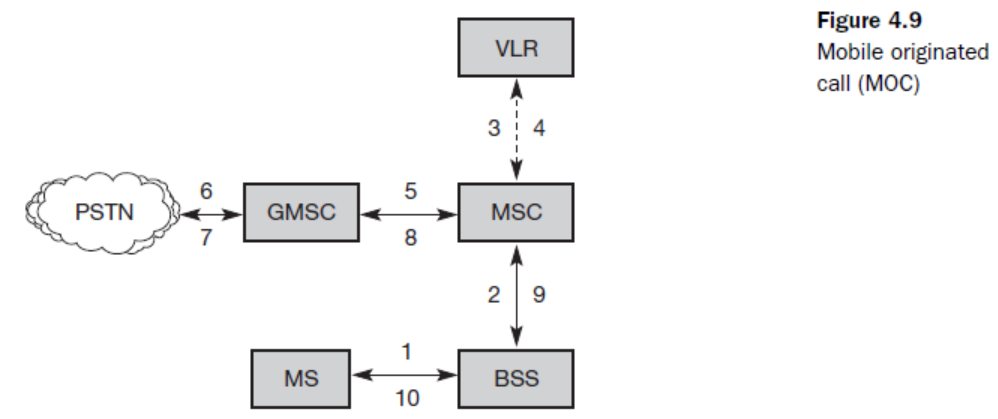 Figure 4.9
Mobile originated
call (MOC)
VLR
3 4
PSTN
6
7
GMSC
5
8
MSC
2 9
MS
1
10
BSS